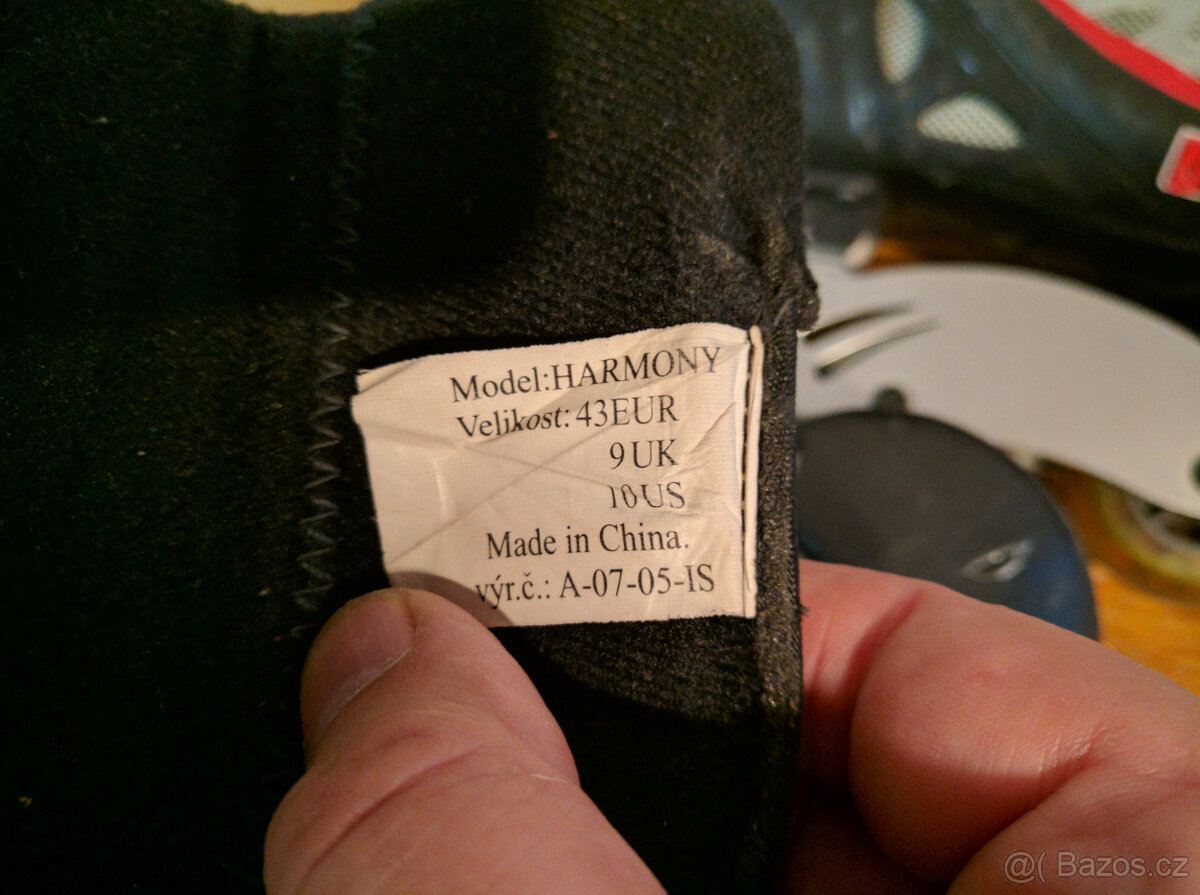 Model:HARMONY
Velikost: 43EUR
9UK
10US
Made in China.
výr.č.: A-07-05-IS
@( Bazos.cz